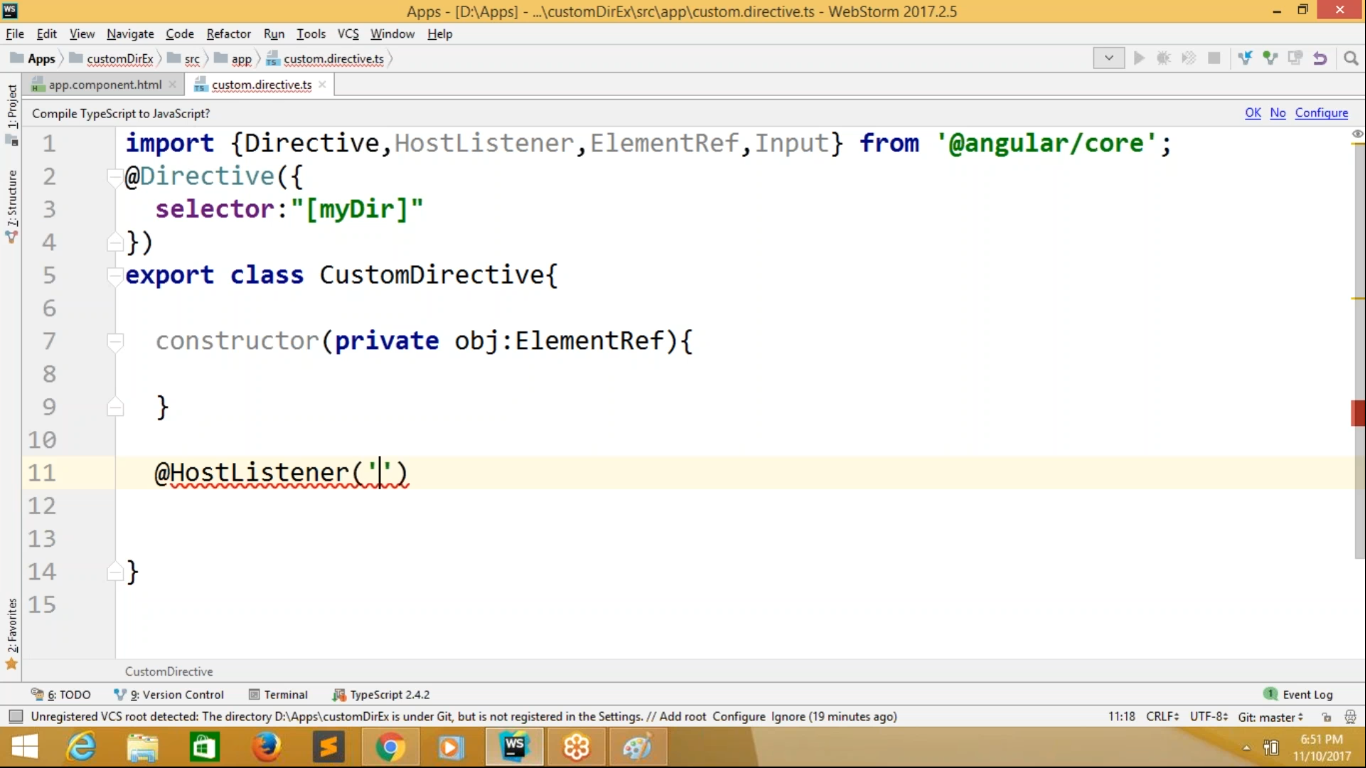 WS
Apps - [D:\Apps] - ...\customDirEx\src\app\custom.directive.ts - WebStorm 2017.2.5
File Edit View Navigate Code Refactor Run Tools VCS Window Help
Apps customDirEx src app custom.directive.ts
app.component.html custom.directive.ts
Compile TypeScript to JavaScript? OK No Configure
1 import {Directive,HostListener,ElementRef,Input} from '@angular/core';
2 @Directive({
3 selector:"[myDir]"
4 })
5 export class CustomDirective{
6
7 constructor(private obj:ElementRef){
8
9 }
10
11 @HostListener('')
12
13
14 }
15
1: Project
7: Structure
2: Favorites
CustomDirective
6: TODO 9: Version Control Terminal TypeScript 2.4.2 1 Event Log
Unregistered VCS root detected: The directory D:\Apps\customDirEx is under Git, but is not registered in the Settings. // Add root Configure Ignore (19 minutes ago) 11:18 CRLF UTF-8 Git: master
WS
6:51 PM
11/10/2017